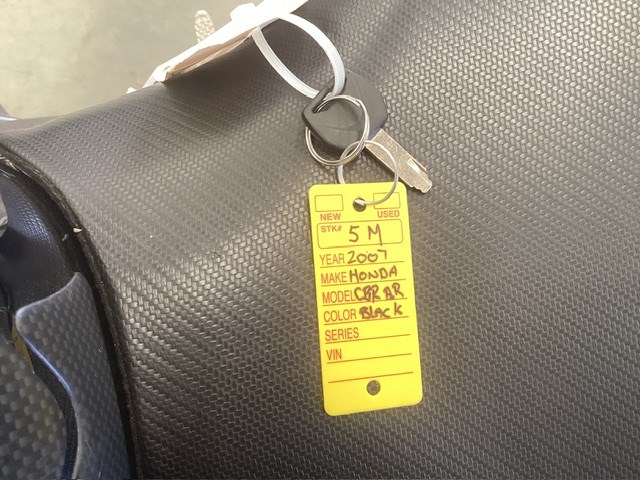 NEW USED
STK# 5 M
YEAR 2007
MAKE HONDA
MODEL CBR RR
COLOR BLACK
SERIES
VIN